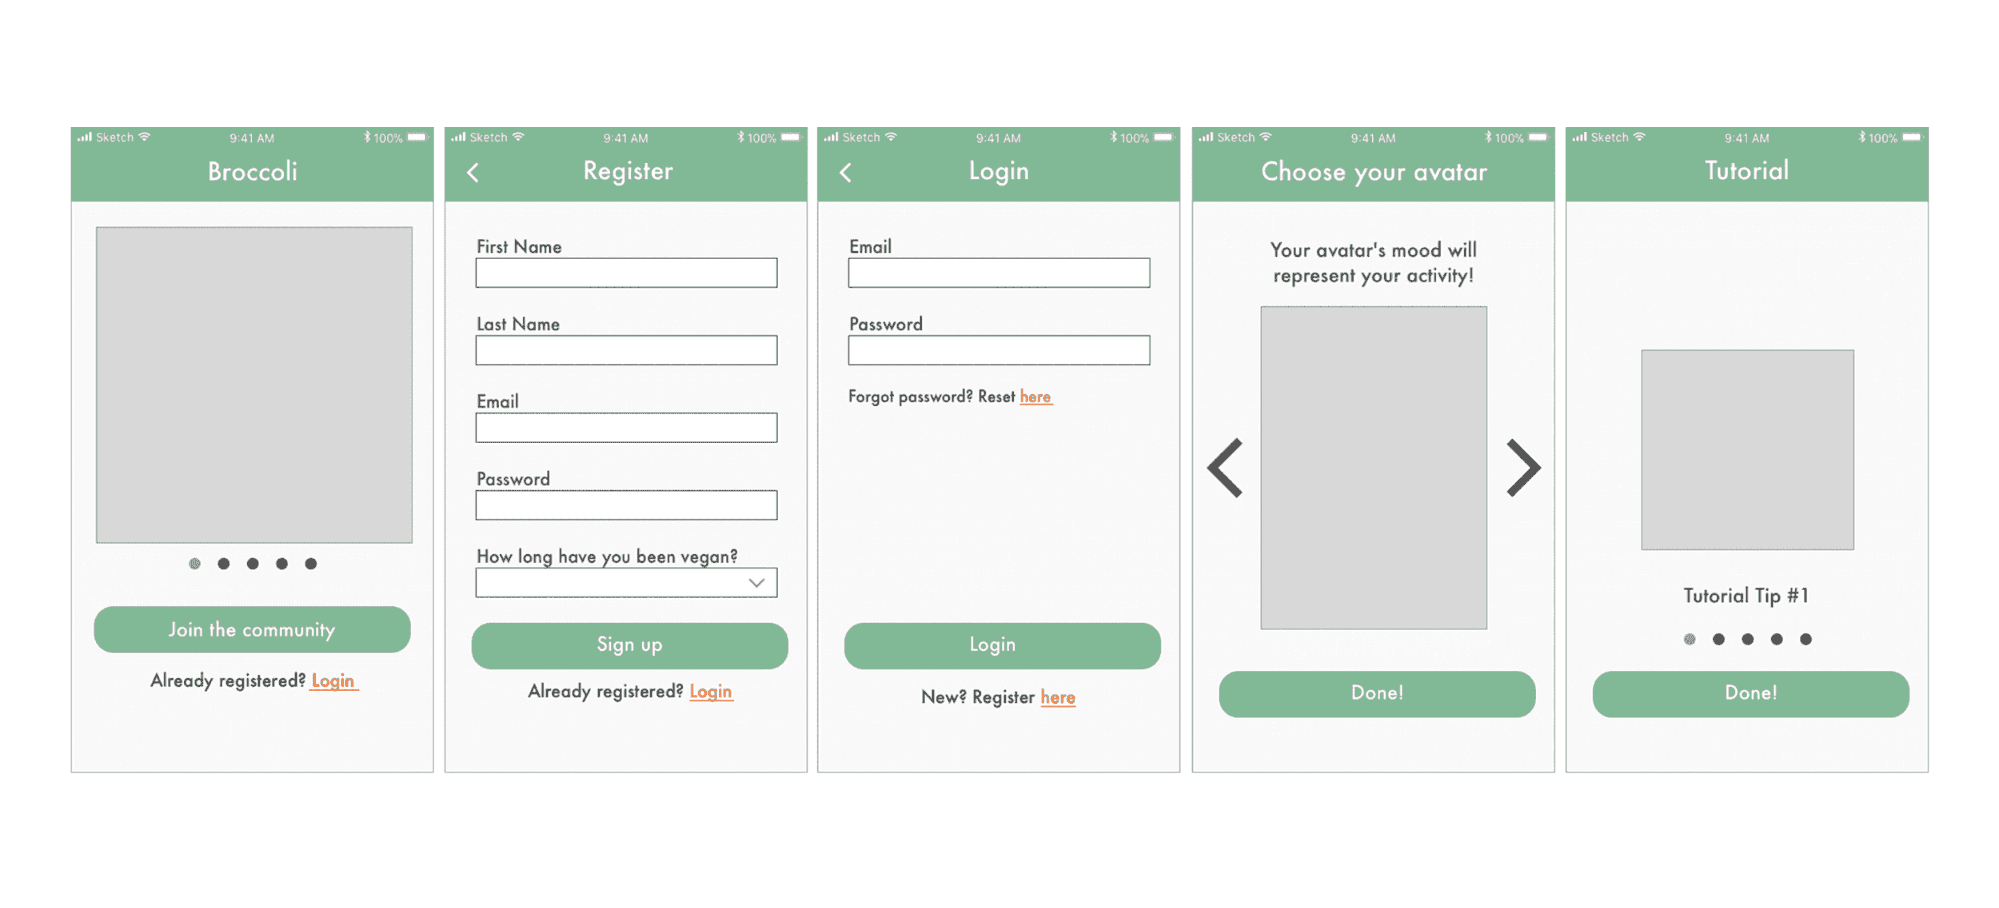 Sketch 9:41 AM 100%
Broccoli
Join the community
Already registered? Login
Sketch 9:41 AM 100%
Register
First Name
Last Name
Email
Password
How long have you been vegan?
Sign up
Already registered? Login
Sketch 9:41 AM 100%
Login
Email
Password
Forgot password? Reset here
Login
New? Register here
Sketch 9:41 AM 100%
Choose your avatar
Your avatar's mood will
represent your activity!
Done!
Sketch 9:41 AM 100%
Tutorial
Tutorial Tip #1
Done!